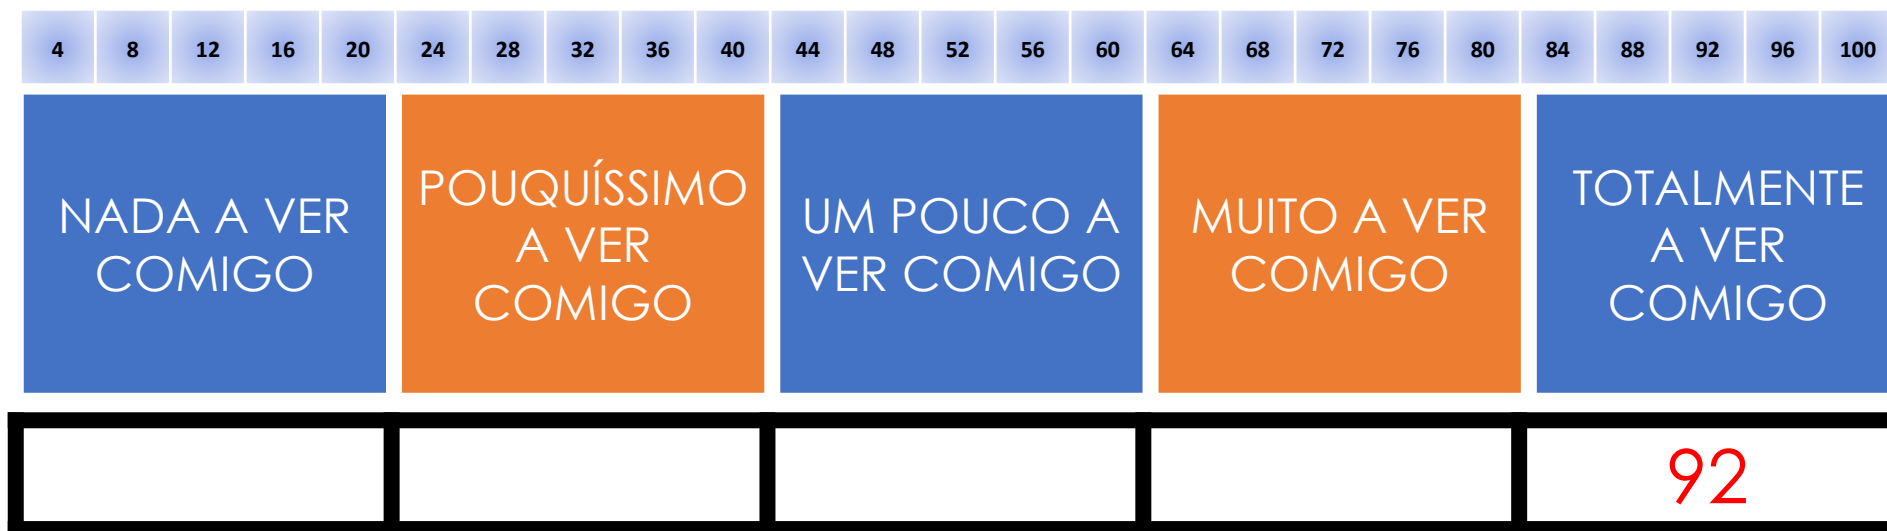 4 8 12 16 20 24 28 32 36 40 44 48 52 56 60 64 68 72 76 80 84 88 92 96 100
NADA A VER
COMIGO
POUQUÍSSIMO
A VER
COMIGO
UM POUCO A
VER COMIGO
MUITO A VER
COMIGO
TOTALMENTE
A VER
COMIGO
92